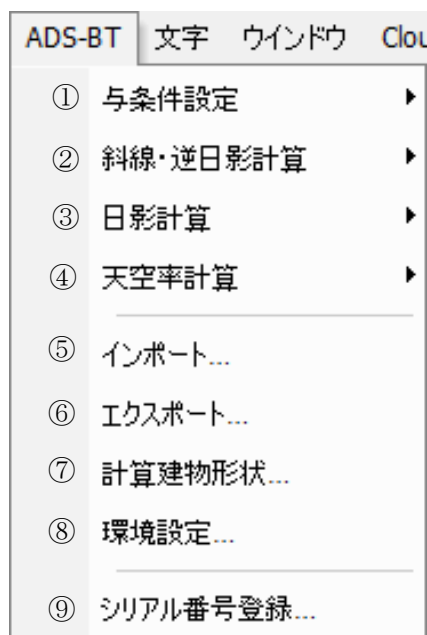 ADS-BT 文字 ウインドウ Clou
① 与条件設定
② 斜線・逆日影計算
③ 日影計算
④ 天空率計算
⑤ インポート...
⑥ エクスポート...
⑦ 計算建物形状...
⑧ 環境設定...
⑨ シリアル番号登録...